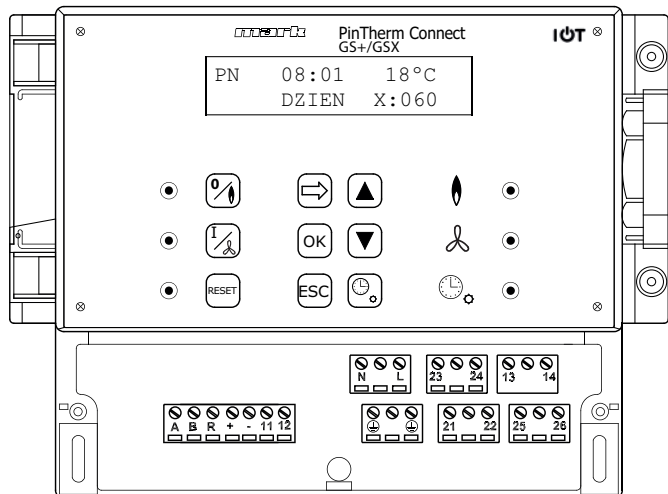 mark PinTherm Connect IOT
GS+/GSX
PN 08:01 18°C
DZIEN X:060
0/
I/
OK
RESET
ESC
N L 23 24 13 14
A B R + - 11 12 21 22 25 26